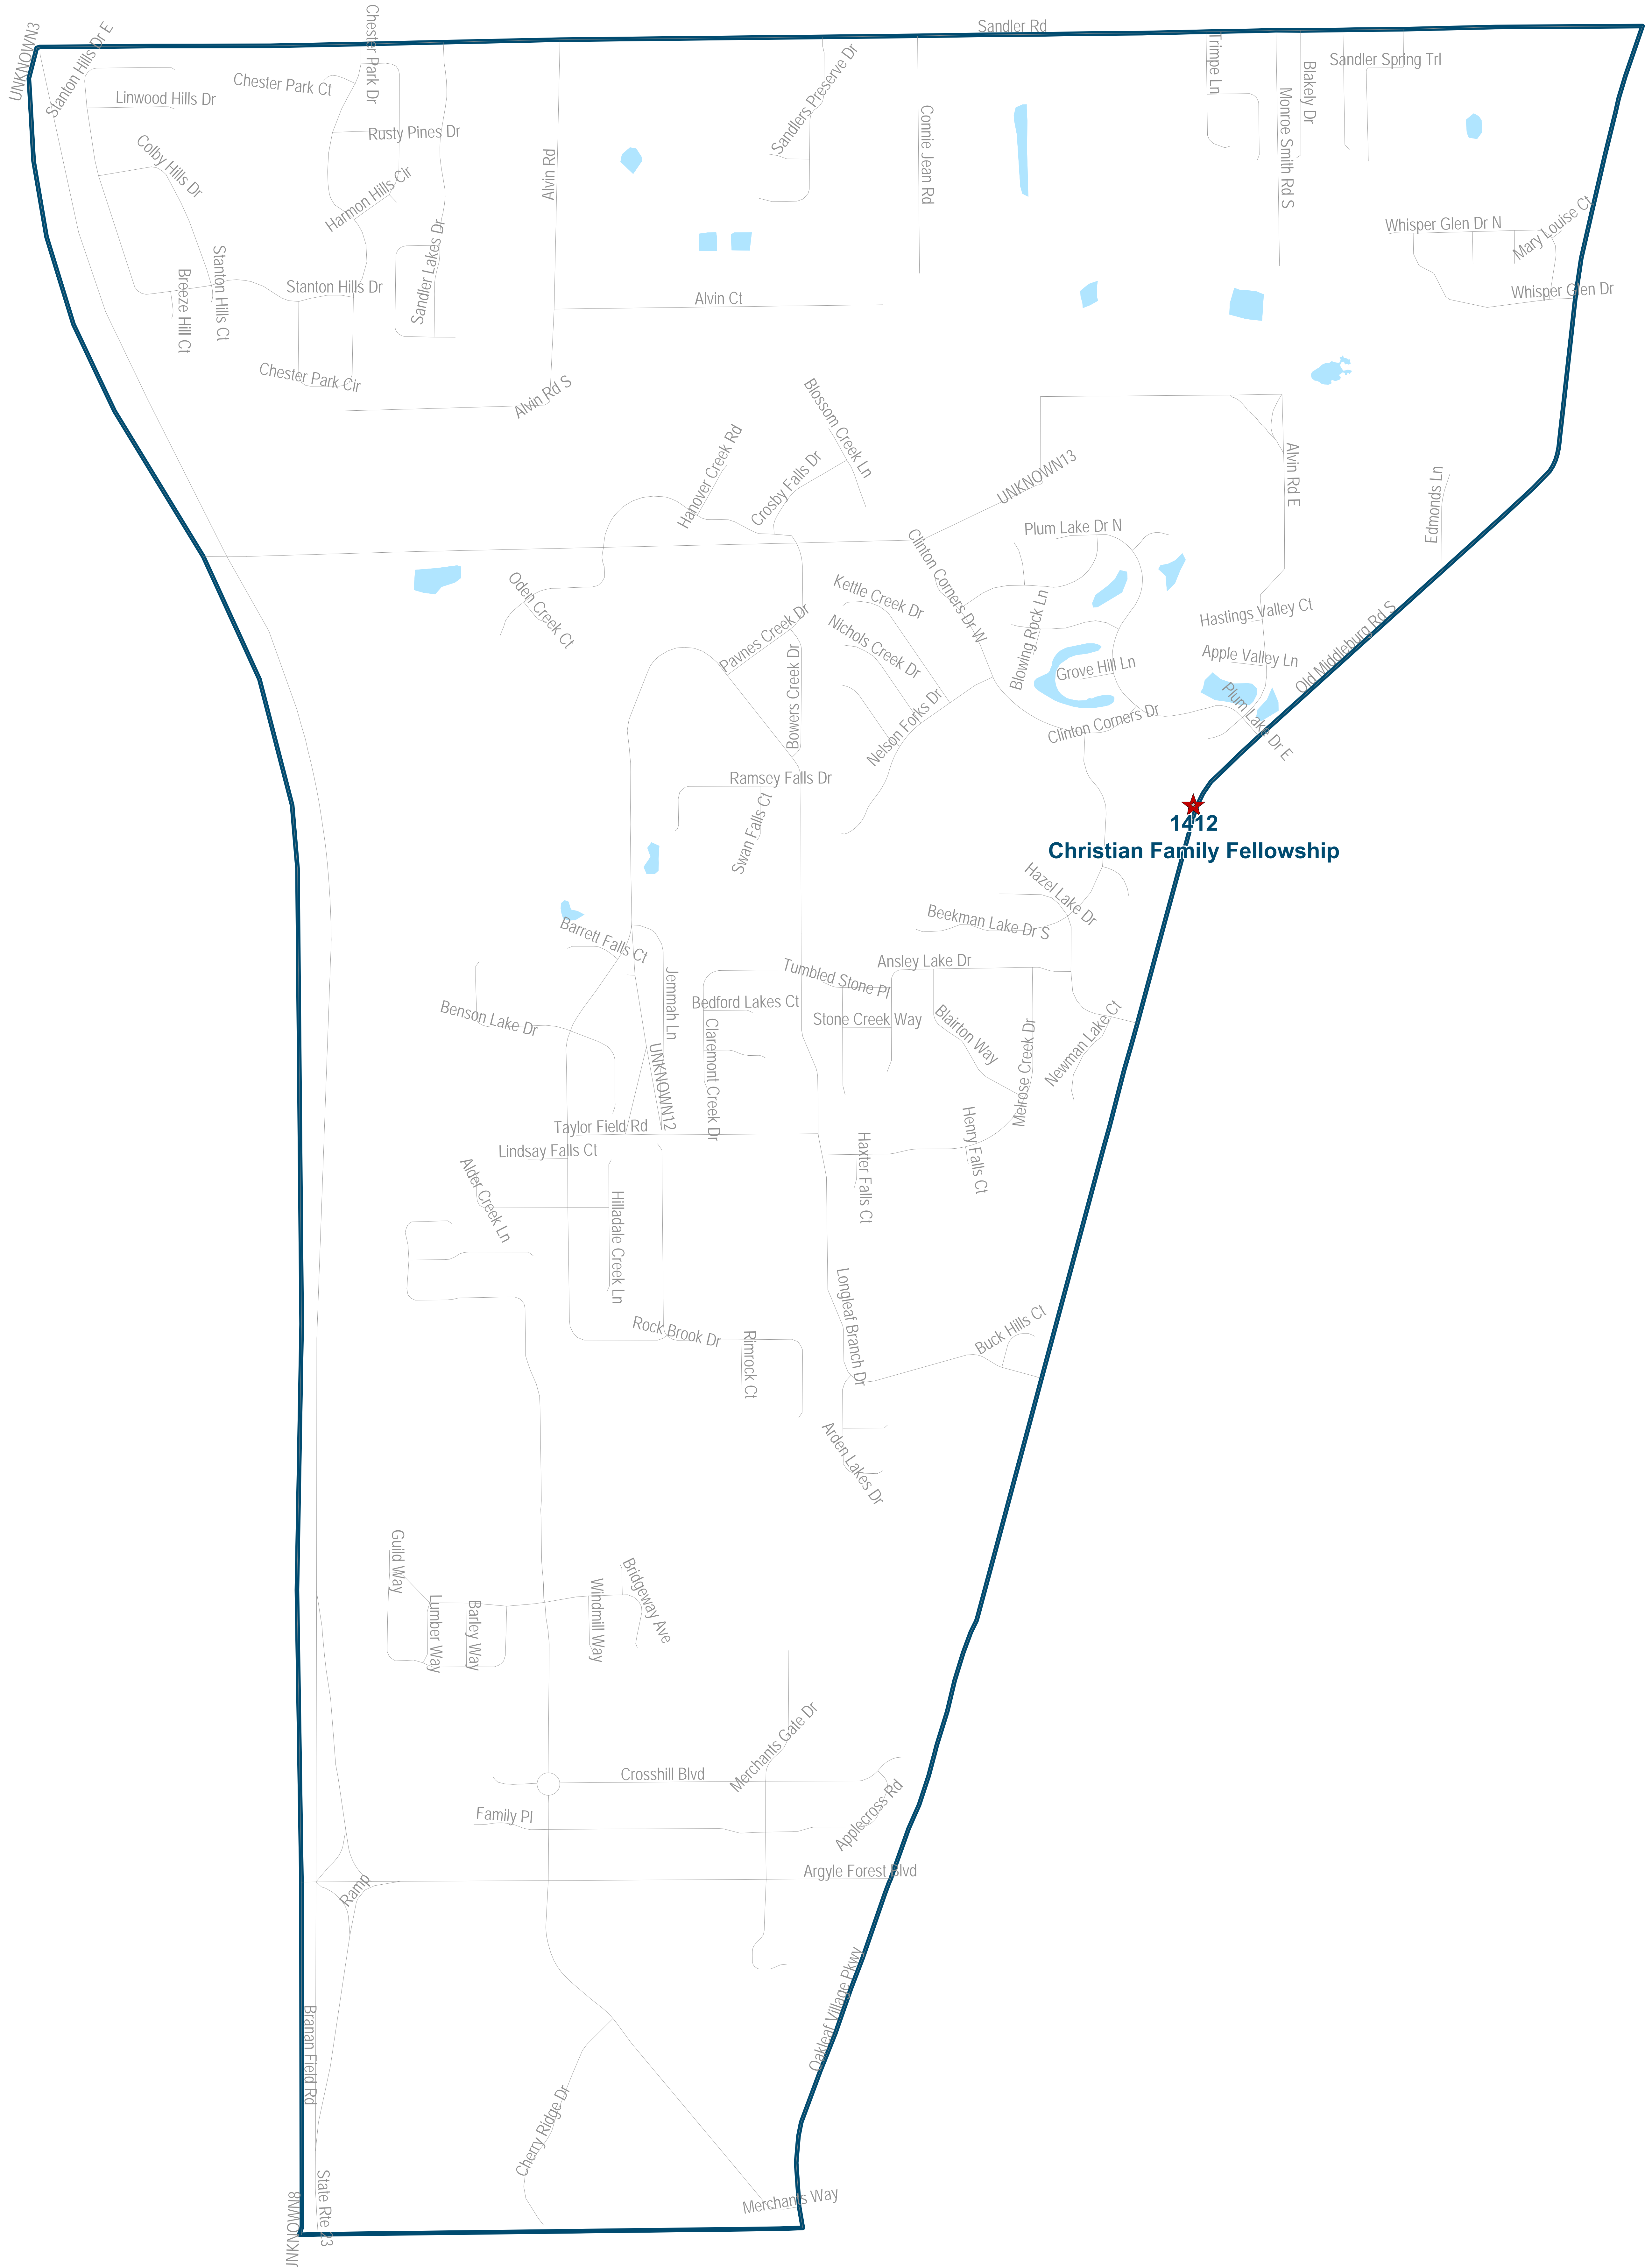 Sandler Rd
UNKNOWN3
Stanton Hills Dr E
Chester Park Dr
Chester Park Ct
Linwood Hills Dr
Rusty Pines Dr
Colby Hills Dr
Harmon Hills Cir
Stanton Hills Ct
Breeze Hill Ct
Stanton Hills Dr
Sandler Lakes Dr
Chester Park Cir
Alvin Rd
Alvin Rd S
Alvin Ct
Sandlers Preserve Dr
Connie Jean Rd
Trimpe Ln
Monroe Smith Rd S
Blakely Dr
Sandler Spring Trl
Whisper Glen Dr N
Mary Louise Ct
Whisper Glen Dr
Blossom Creek Ln
Hanover Creek Rd
Crosby Falls Dr
UNKNOWN13
Alvin Rd E
Edmonds Ln
Plum Lake Dr N
Clinton Corners Dr W
Oden Creek Ct
Kettle Creek Dr
Nichols Creek Dr
Pavnes Creek Dr
Bowers Creek Dr
Blowing Rock Ln
Grove Hill Ln
Hastings Valley Ct
Apple Valley Ln
Old Middleburg Rd S
Plum Lake Dr E
Clinton Corners Dr
Nelson Forks Dr
Ramsey Falls Dr
Swan Falls Ct
1412
Christian Family Fellowship
Hazel Lake Dr
Beekman Lake Dr S
Barrett Falls Ct
Jemmah Ln
Tumbled Stone Pl
Ansley Lake Dr
Bedford Lakes Ct
Stone Creek Way
Benson Lake Dr
Claremont Creek Dr
Blairton Way
Melrose Creek Dr
Newman Lake Ct
UNKNOWN12
Taylor Field Rd
Lindsay Falls Ct
Alder Creek Ln
Hilladale Creek Ln
Haxter Falls Ct
Henry Falls Ct
Longleaf Branch Dr
Rock Brook Dr
Rimrock Ct
Buck Hills Ct
Arden Lakes Dr
Guild Way
Lumber Way
Barley Way
Windmill Way
Bridgeway Ave
Merchants Gate Dr
Crosshill Blvd
Family Pl
Applecross Rd
Argyle Forest Blvd
Ramp
Oakleaf Village Pkwy
Branan Field Rd
Cherry Ridge Dr
Merchants Way
State Rte 23
UNKNOWN8